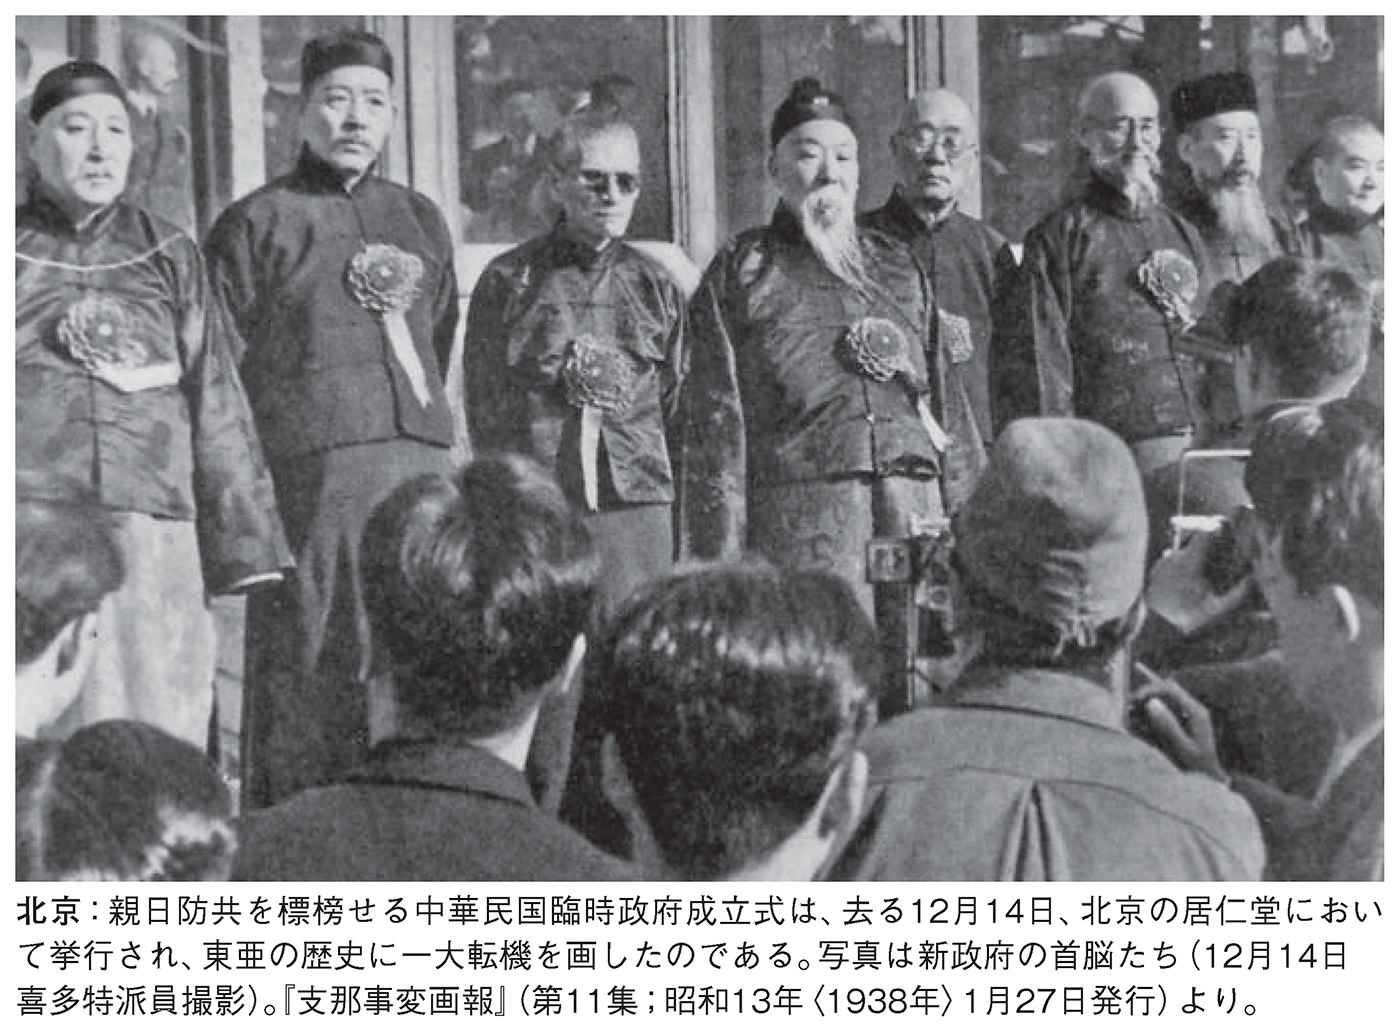 北京：親日防共を標榜せる中華民国臨時政府成立式は、去る12月14日、北京の居仁堂におい
て挙行され、東亜の歴史に一大転機を画したのである。写真は新政府の首脳たち（12月14日
喜多特派員撮影）。『支那事変画報』（第11集；昭和13年〈1938年〉1月27日発行）より。